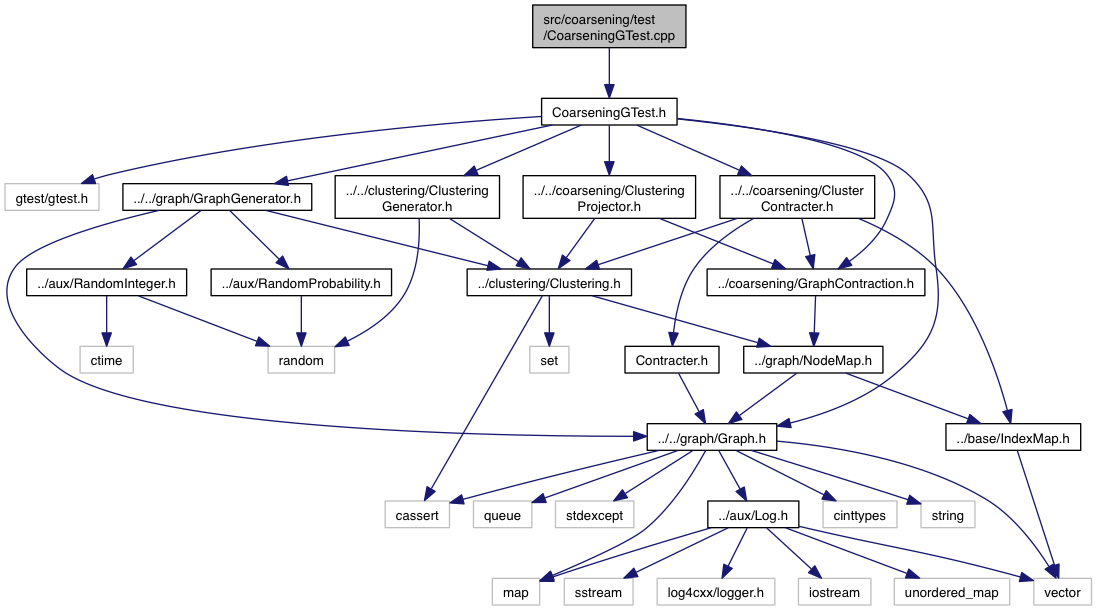 src/coarsening/test
/CoarseningGTest.cpp
CoarseningGTest.h
gtest/gtest.h
../../graph/GraphGenerator.h
../../clustering/Clustering
Generator.h
../../coarsening/Clustering
Projector.h
../../coarsening/Cluster
Contracter.h
../aux/RandomInteger.h
../aux/RandomProbability.h
../clustering/Clustering.h
../coarsening/GraphContraction.h
ctime
random
set
Contracter.h
../graph/NodeMap.h
../../graph/Graph.h
../base/IndexMap.h
cassert
queue
stdexcept
../aux/Log.h
cinttypes
string
map
sstream
log4cxx/logger.h
iostream
unordered_map
vector